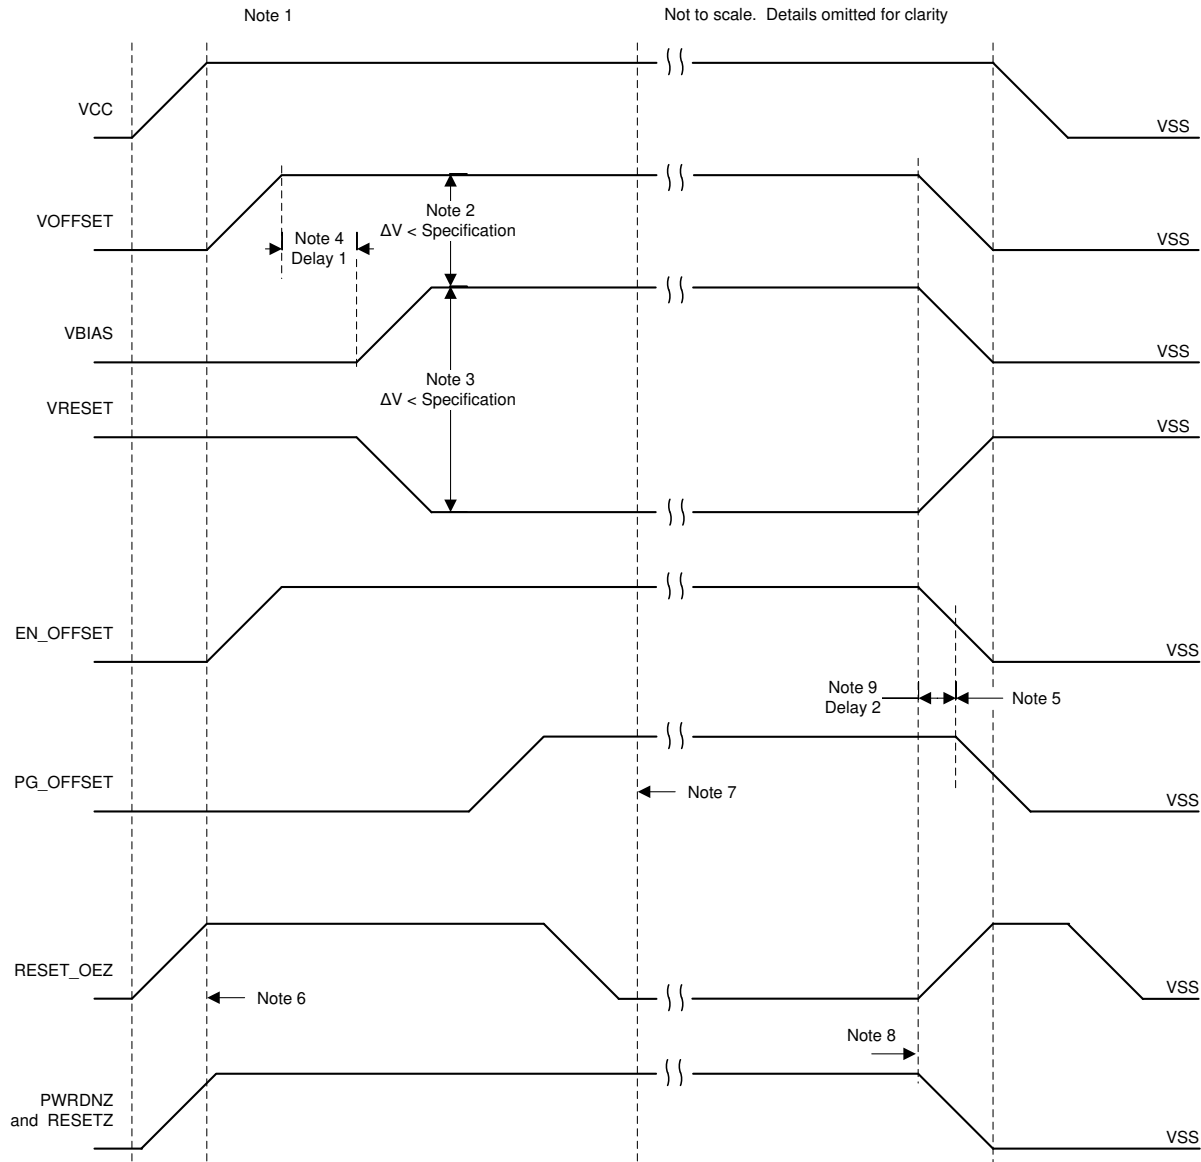 Note 1
Not to scale.  Details omitted for clarity
VCC
VSS
VOFFSET
Note 4
Delay 1
Note 2
ΔV < Specification
VSS
VBIAS
VSS
Note 3
ΔV < Specification
VRESET
VSS
EN_OFFSET
VSS
Note 9
Delay 2
Note 5
PG_OFFSET
Note 7
VSS
RESET_OEZ
Note 6
VSS
Note 8
PWRDNZ
and RESETZ
VSS